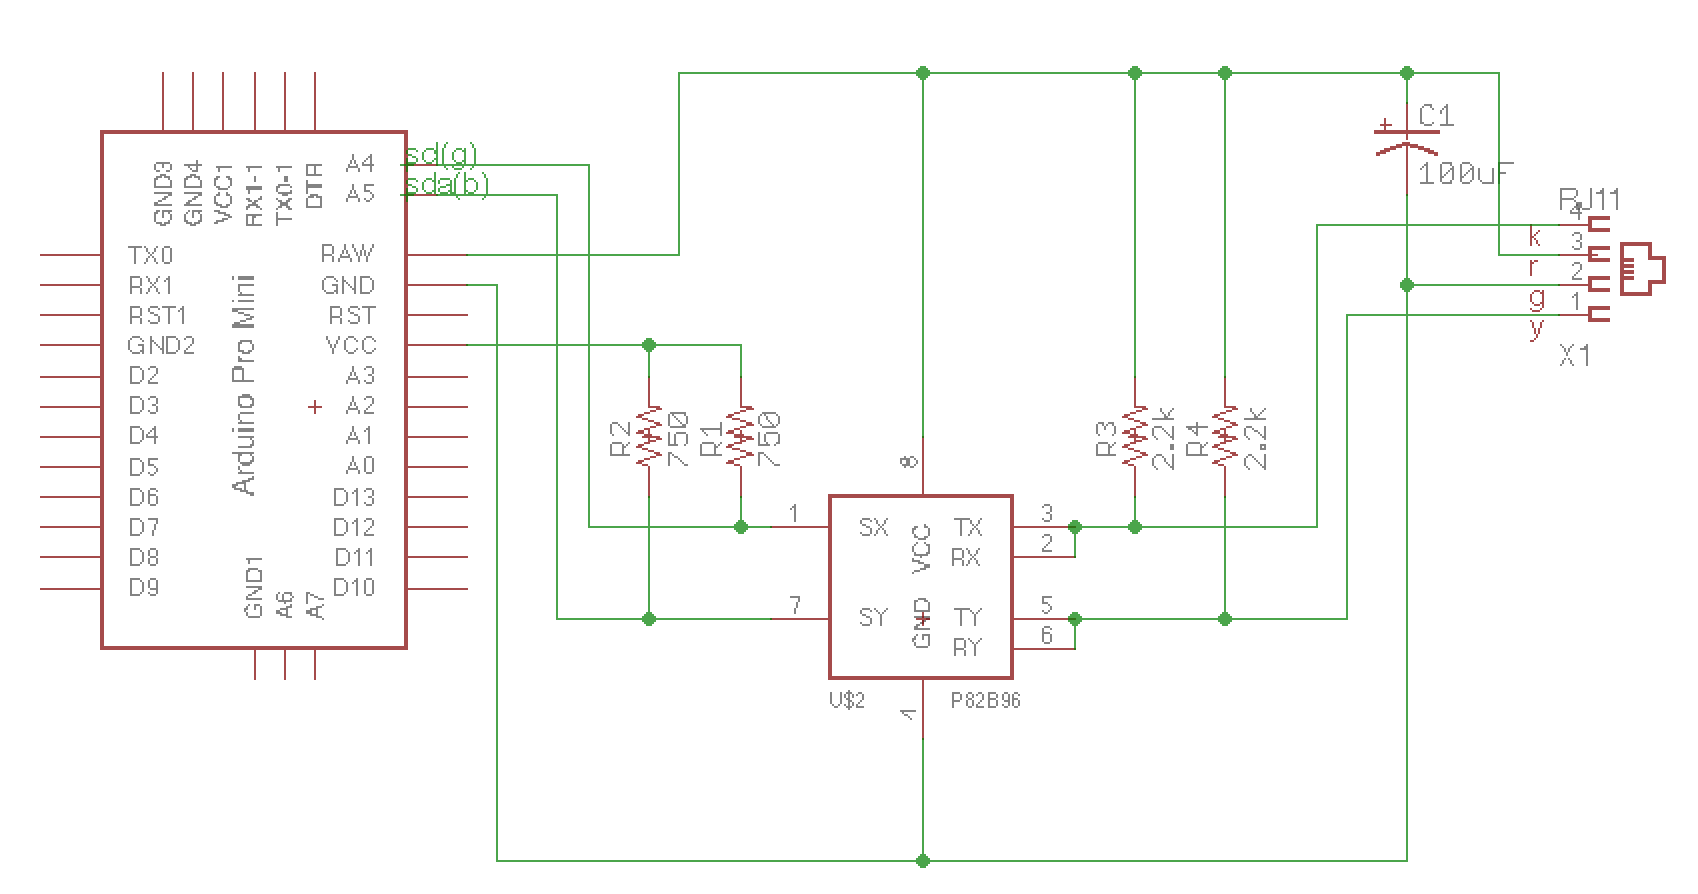 GND3
GND4
VCC1
RX1-1
TX0-1
DTR
A4
A5
sd(g)
sda(b)
TX0
RX1
RST1
GND2
D2
D3
D4
D5
D6
D7
D8
D9
Arduino Pro Mini
RAW
GND
RST
VCC
A3
A2
A1
A0
D13
D12
D11
D10
GND1
A6
A7
R2
750
R1
750
1
7
8
SX
SY
VCC
GND
TX
RX
TY
RY
3
2
5
6
U$2
P82B96
R3
2.2k
R4
2.2k
+
C1
100uF
RJ11
4
k
3
r
2
g
1
y
X1